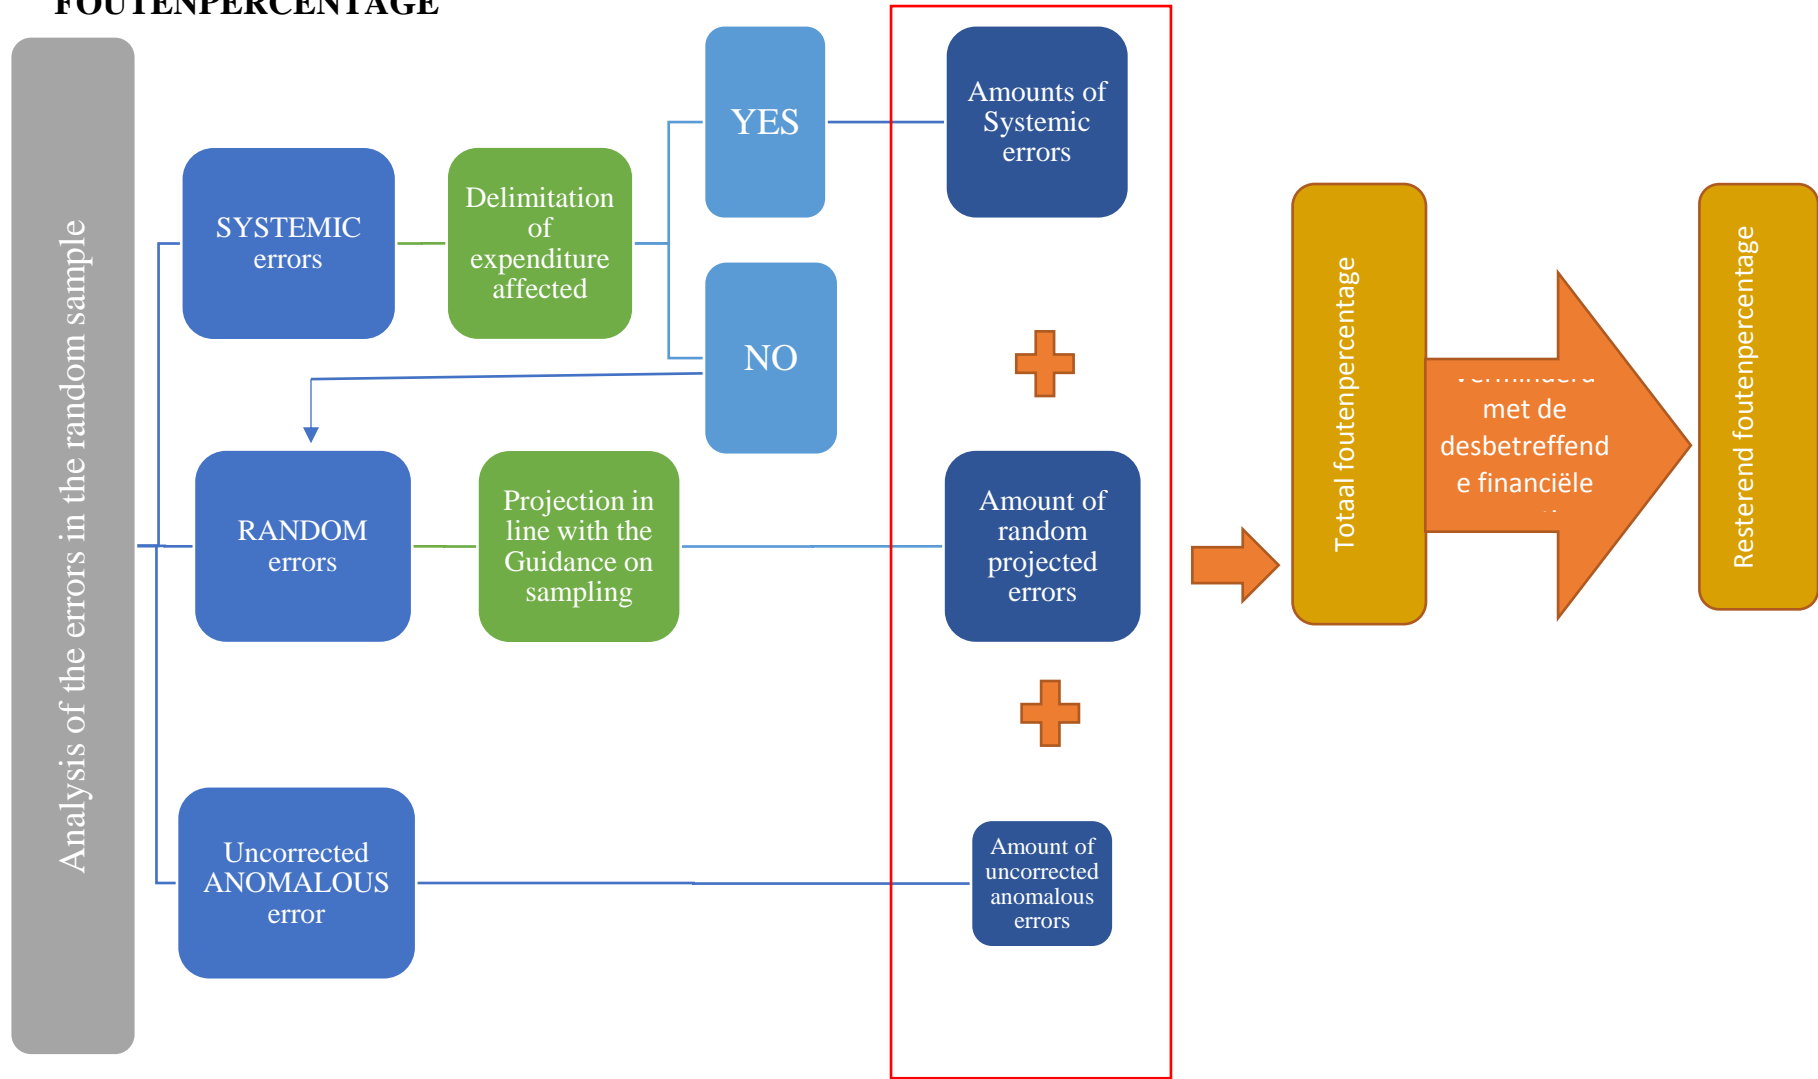 FOUTENPERCENTAGE
Analysis of the errors in the random sample
SYSTEMIC
errors
Delimitation
of
expenditure
affected
YES
NO
Amounts of
Systemic
errors
RANDOM
errors
Projection in
line with the
Guidance on
sampling
Amount of
random
projected
errors
Uncorrected
ANOMALOUS
error
Amount of
uncorrected
anomalous
errors
Totaal foutenpercentage
met de
desbetreffend
e financiële
Resterend foutenpercentage